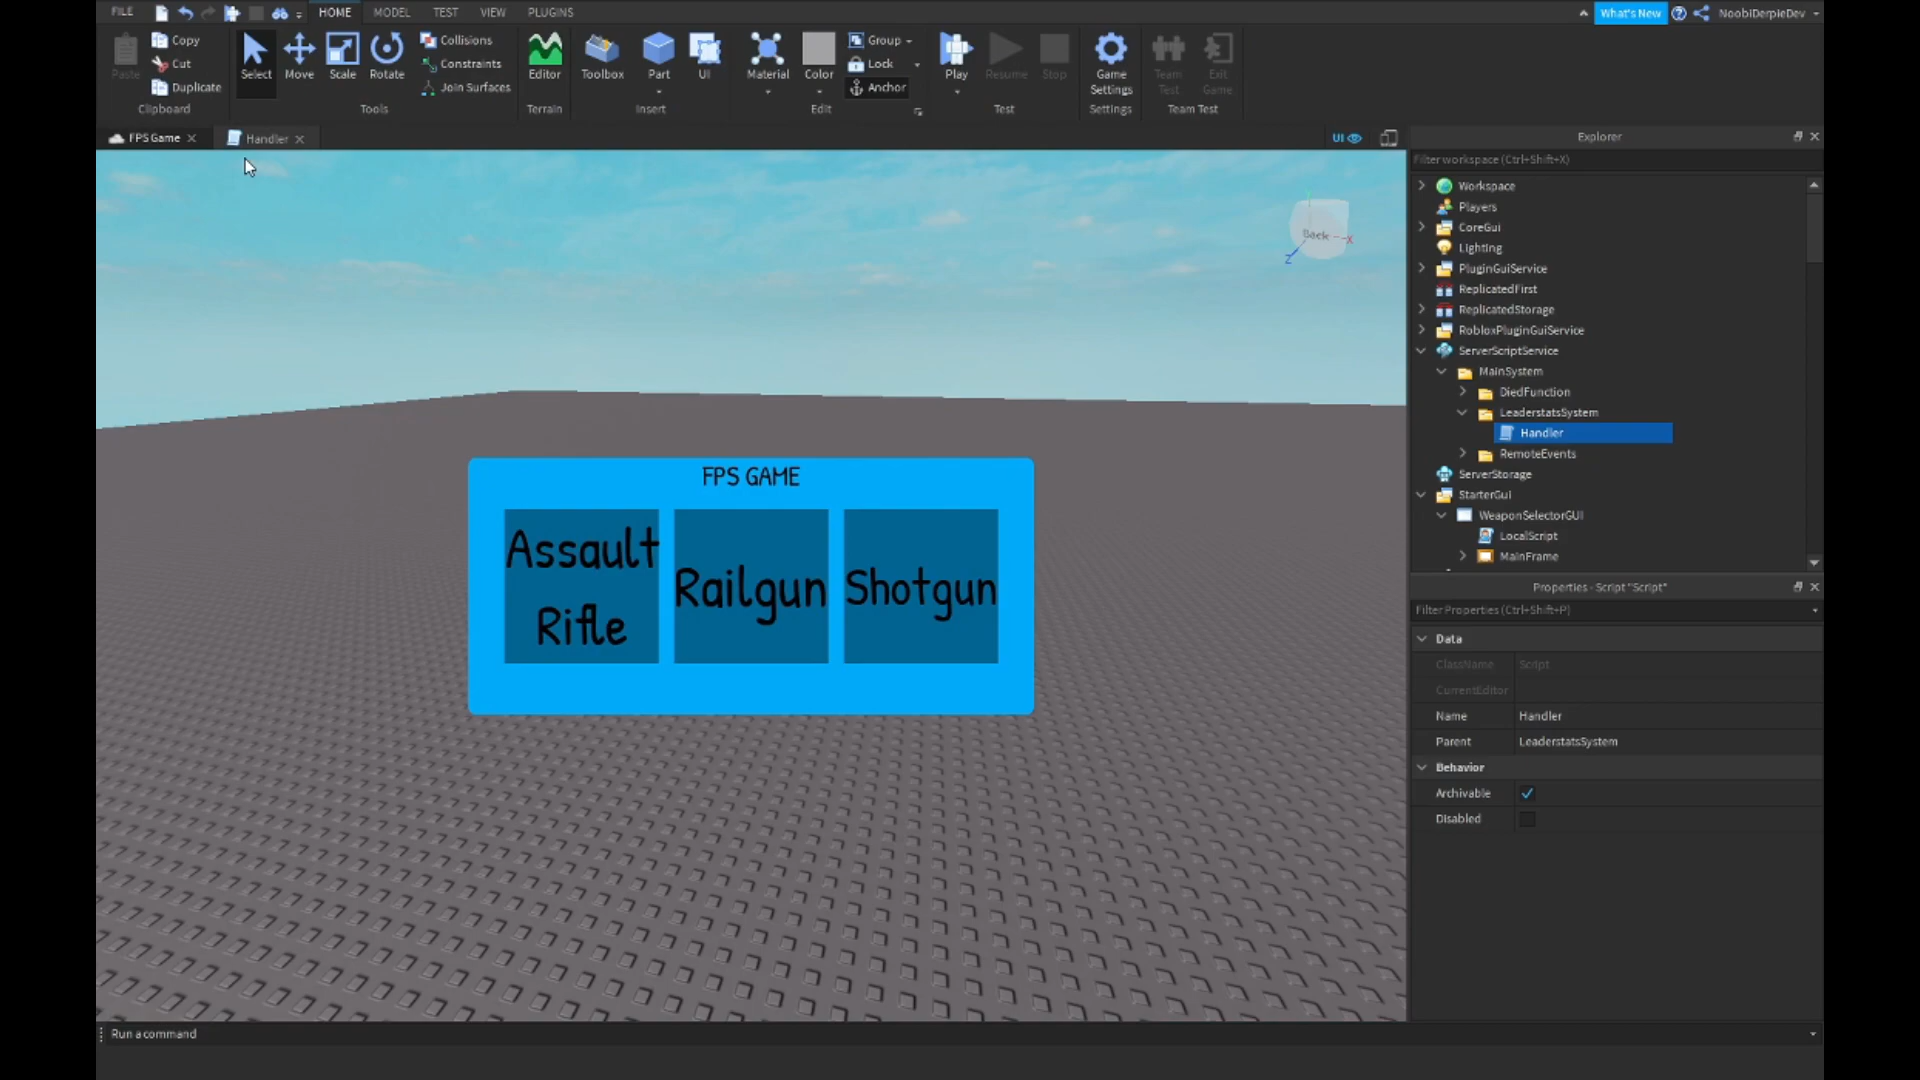 FILE HOME MODEL TEST VIEW PLUGINS What's New NoobiDerpieDev
Copy Collisions Group
Cut Constraints Lock
Duplicate Join Surfaces Anchor
Paste Select Move Scale Rotate Editor Toolbox Part UI Material Color Play Resume Stop Game Settings Team Test Exit Game
Clipboard Tools Terrain Insert Edit Test Settings Team Test
FPS Game Handler UI
Back X
Z
FPS GAME
Assault Rifle
Railgun
Shotgun
Explorer
Filter workspace (Ctrl+Shift+X)
Workspace
Players
CoreGui
Lighting
PluginGuiService
ReplicatedFirst
ReplicatedStorage
RobloxPluginGuiService
ServerScriptService
MainSystem
DiedFunction
LeaderstatsSystem
Handler
RemoteEvents
ServerStorage
StarterGui
WeaponSelectorGUI
LocalScript
MainFrame
Properties - Script "Script"
Filter Properties (Ctrl+Shift+P)
Data
ClassName Script
CurrentEditor
Name Handler
Parent LeaderstatsSystem
Behavior
Archivable
Disabled
Run a command